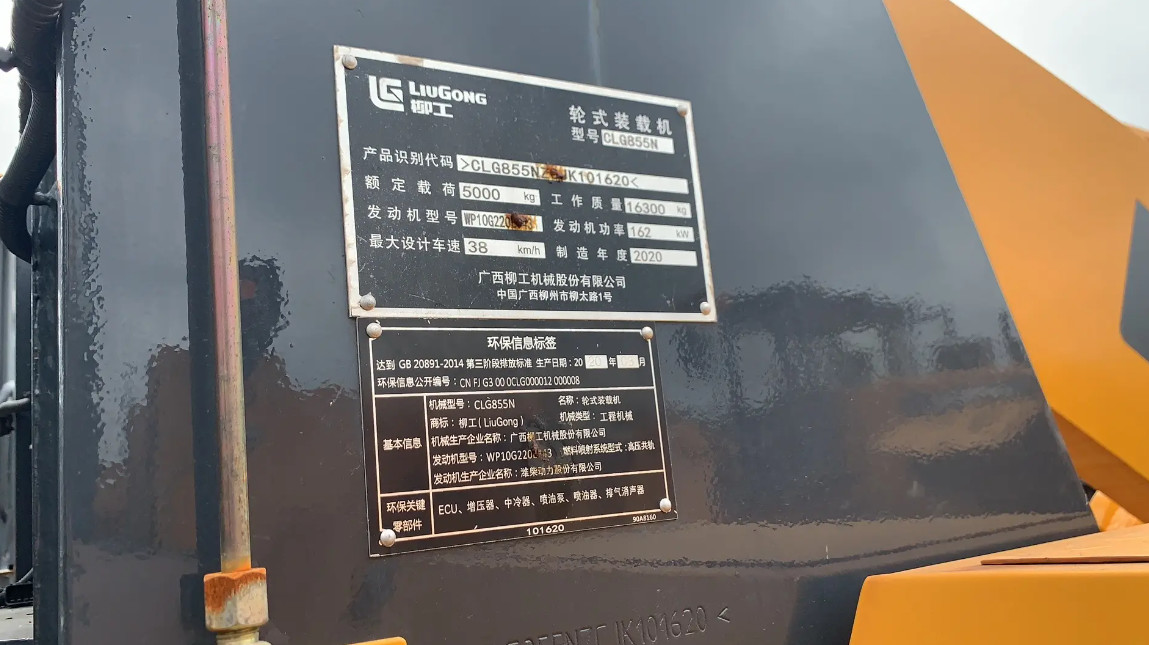 LIUGONG
柳工
轮式装载机
型号 CLG855N
产品识别代码 >CLG855NZ JK101620<
额定载荷 5000 kg 工作质量 16300 kg
发动机型号 WP10G220 发动机功率 162 kW
最大设计车速 38 km/h 制造年度 2020
广西柳工机械股份有限公司
中国广西柳州市柳太路1号
环保信息标签
达到 GB 20891-2014 第三阶段排放标准 生产日期：20 20 年 月
环保信息公开编号：CN FJ G3 00 0CLG000012 000008
机械型号：CLG855N 名称：轮式装载机
商标：柳工(LiuGong) 机械类型：工程机械
基本信息
机械生产企业名称：广西柳工机械股份有限公司
发动机型号：WP10G220 43 燃料喷射系统型式：高压共轨
发动机生产企业名称：潍柴动力股份有限公司
环保关键
零部件
ECU、增压器、中冷器、喷油泵、喷油器、排气消声器
101620 90A8160
JK101620<